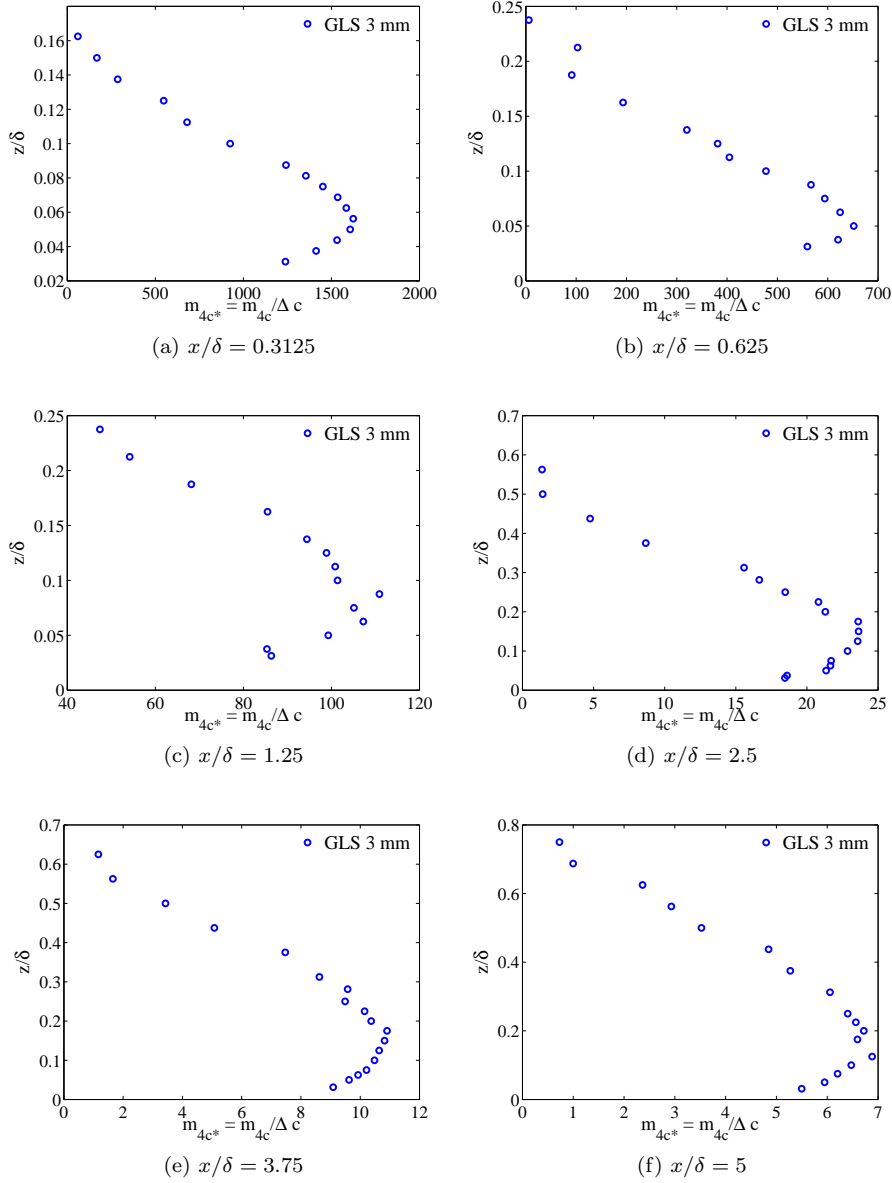 GLS 3 mm
0.16
0.14
0.12
0.1
0.08
0.06
0.04
0.02
z/δ
0 500 1000 1500 2000
m4c* = m4c/Δ c
(a) x/δ = 0.3125
GLS 3 mm
0.25
0.2
0.15
0.1
0.05
0
z/δ
0 100 200 300 400 500 600 700
m4c* = m4c/Δ c
(b) x/δ = 0.625
GLS 3 mm
0.25
0.2
0.15
0.1
0.05
0
z/δ
40 60 80 100 120
m4c* = m4c/Δ c
(c) x/δ = 1.25
GLS 3 mm
0.7
0.6
0.5
0.4
0.3
0.2
0.1
0
z/δ
0 5 10 15 20 25
m4c* = m4c/Δ c
(d) x/δ = 2.5
GLS 3 mm
0.7
0.6
0.5
0.4
0.3
0.2
0.1
0
z/δ
0 2 4 6 8 10 12
m4c* = m4c/Δ c
(e) x/δ = 3.75
GLS 3 mm
0.8
0.6
0.4
0.2
0
z/δ
0 1 2 3 4 5 6 7
m4c* = m4c/Δ c
(f) x/δ = 5